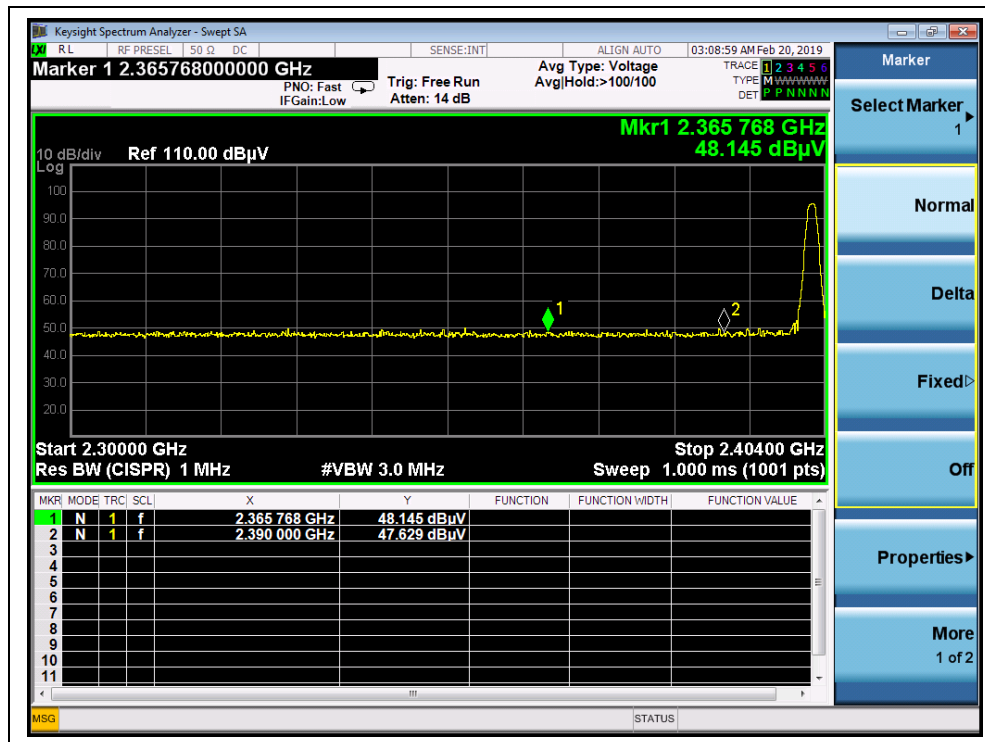 Keysight Spectrum Analyzer - Swept SA
LXI RL RF PRESEL 50 Ω DC SENSE:INT ALIGN AUTO 03:08:59 AM Feb 20, 2019
Marker 1 2.365768000000 GHz
PNO: Fast
IFGain:Low
Trig: Free Run
Atten: 14 dB
Avg Type: Voltage
Avg|Hold:>100/100
TRACE 1 2 3 4 5 6
TYPE M W W W W W
DET P P N N N N
Mkr1 2.365 768 GHz
48.145 dBµV
10 dB/div Ref 110.00 dBµV
Log
100
90.0
80.0
70.0
60.0
50.0
40.0
30.0
20.0
1
2
Start 2.30000 GHz Stop 2.40400 GHz
Res BW (CISPR) 1 MHz #VBW 3.0 MHz Sweep 1.000 ms (1001 pts)
MKR MODE TRC SCL X Y FUNCTION FUNCTION WIDTH FUNCTION VALUE
1 N 1 f 2.365 768 GHz 48.145 dBµV
2 N 1 f 2.390 000 GHz 47.629 dBµV
3
4
5
6
7
8
9
10
11
MSG STATUS
Marker
Select Marker
1
Normal
Delta
Fixed
Off
Properties
More
1 of 2